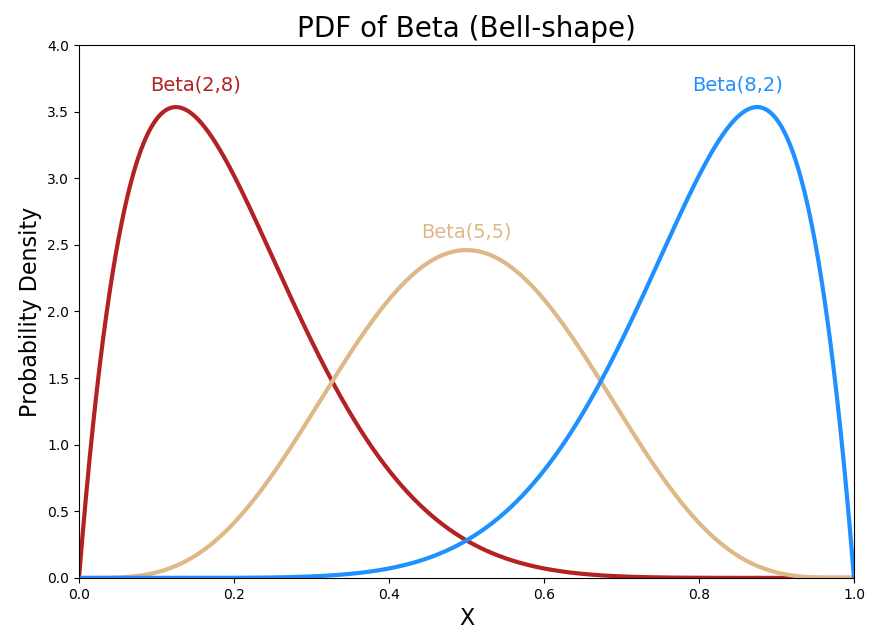 PDF of Beta (Bell-shape)
4.0
3.5
3.0
2.5
2.0
1.5
1.0
0.5
0.0
Probability Density
Beta(2,8)
Beta(5,5)
Beta(8,2)
0.0 0.2 0.4 0.6 0.8 1.0
X